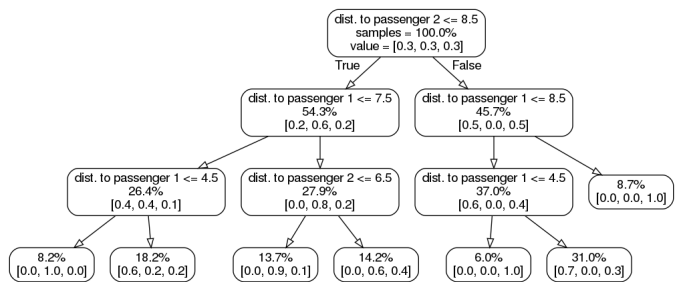 dist. to passenger 2 <= 8.5
samples = 100.0%
value = [0.3, 0.3, 0.3]
True
False
dist. to passenger 1 <= 7.5
54.3%
[0.2, 0.6, 0.2]
dist. to passenger 1 <= 8.5
45.7%
[0.5, 0.0, 0.5]
dist. to passenger 1 <= 4.5
26.4%
[0.4, 0.4, 0.1]
dist. to passenger 2 <= 6.5
27.9%
[0.0, 0.8, 0.2]
dist. to passenger 1 <= 4.5
37.0%
[0.6, 0.0, 0.4]
8.7%
[0.0, 0.0, 1.0]
8.2%
[0.0, 1.0, 0.0]
18.2%
[0.6, 0.2, 0.2]
13.7%
[0.0, 0.9, 0.1]
14.2%
[0.0, 0.6, 0.4]
6.0%
[0.0, 0.0, 1.0]
31.0%
[0.7, 0.0, 0.3]